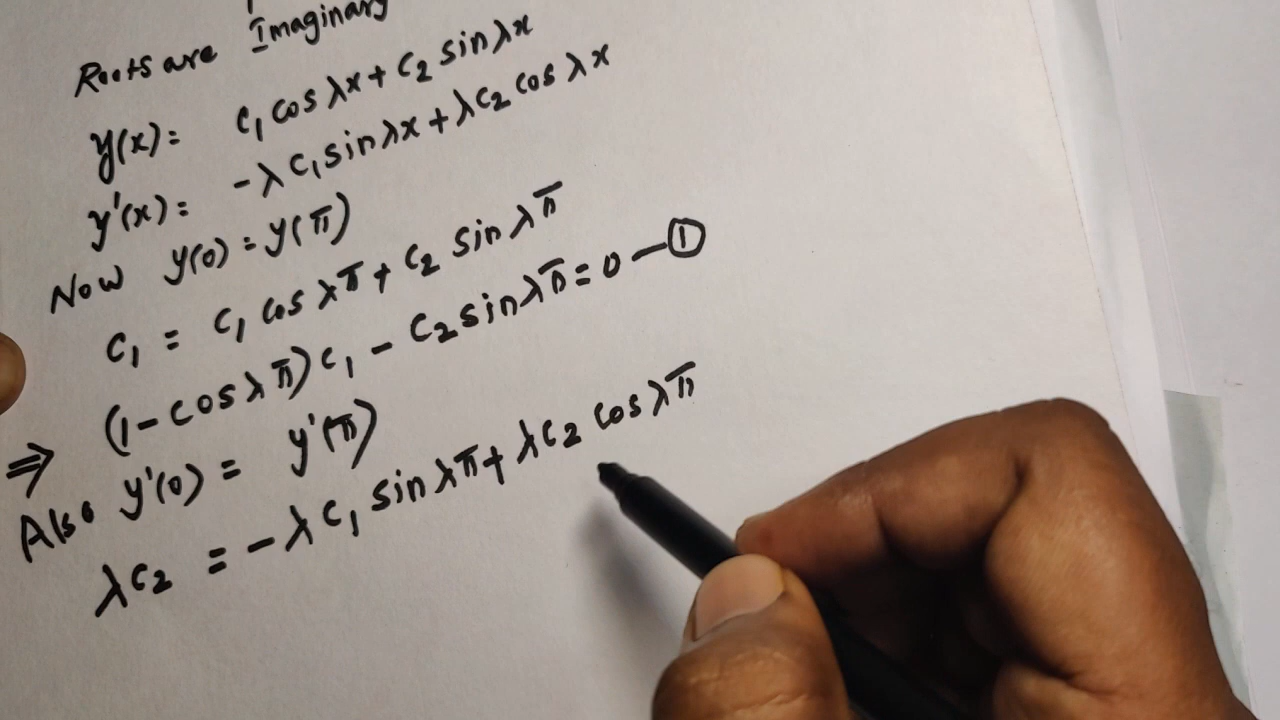 Roots are Imaginary
y(x) = c₁ cos λx + c₂ sin λx
y'(x) = -λ c₁ sin λx + λ c₂ cos λx
Now y(0) = y(π)
c₁ = c₁ cos λπ + c₂ sin λπ
⇒ (1 - cos λπ) c₁ - c₂ sin λπ = 0 — ①
Also y'(0) = y'(π)
λ c₂ = -λ c₁ sin λπ + λ c₂ cos λπ